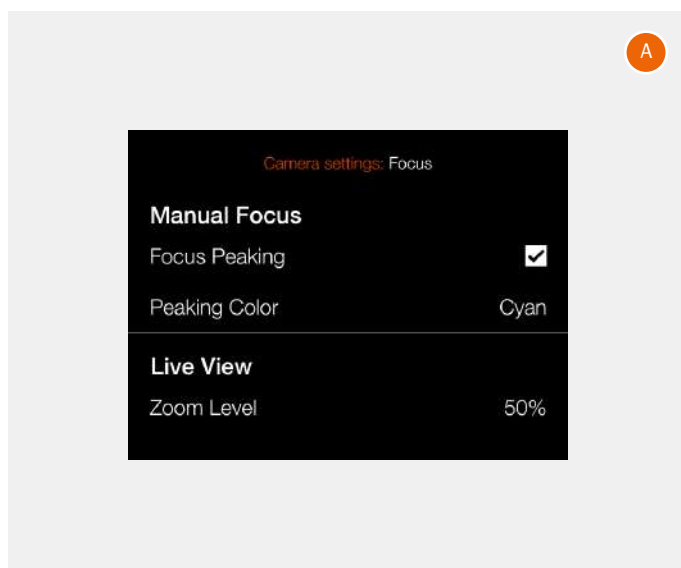 A
Camera settings: Focus
Manual Focus
Focus Peaking
Peaking Color Cyan
Live View
Zoom Level 50%